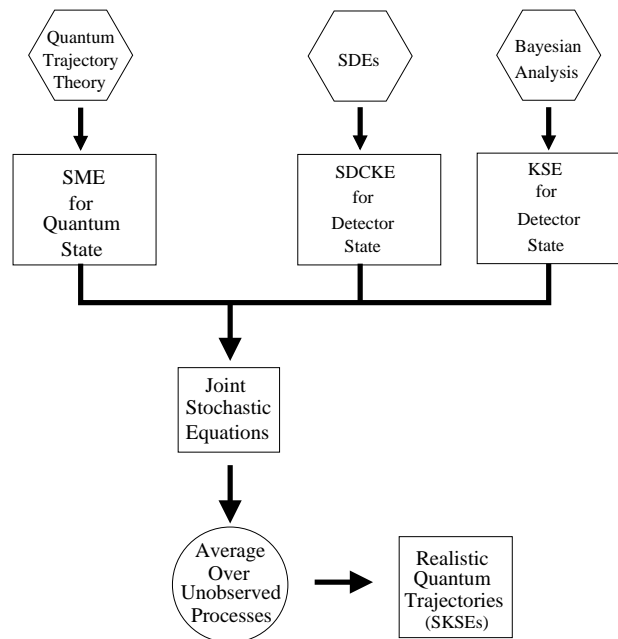 Quantum
Trajectory
Theory
SDEs
Bayesian
Analysis
SME
for
Quantum
State
SDCKE
for
Detector
State
KSE
for
Detector
State
Joint
Stochastic
Equations
Average
Over
Unobserved
Processes
Realistic
Quantum
Trajectories
(SKSEs)